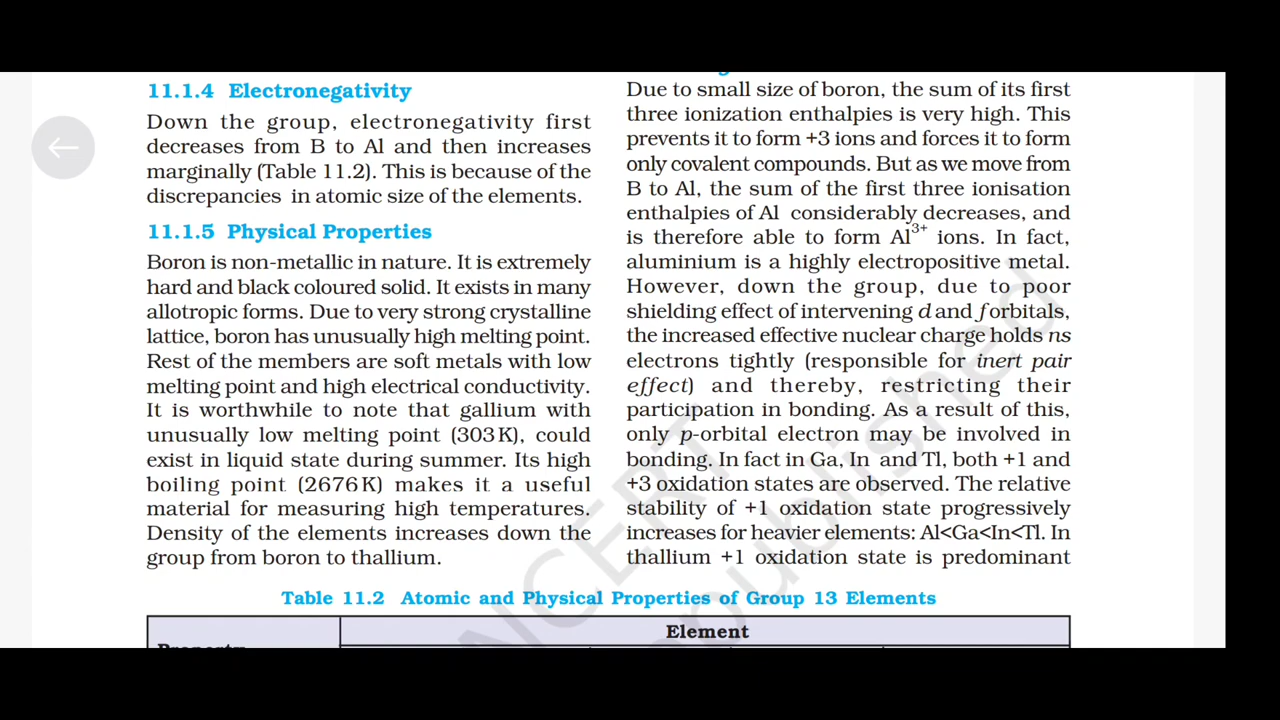 11.1.4 Electronegativity
Down the group, electronegativity first
decreases from B to Al and then increases
marginally (Table 11.2). This is because of the
discrepancies in atomic size of the elements.
11.1.5 Physical Properties
Boron is non-metallic in nature. It is extremely
hard and black coloured solid. It exists in many
allotropic forms. Due to very strong crystalline
lattice, boron has unusually high melting point.
Rest of the members are soft metals with low
melting point and high electrical conductivity.
It is worthwhile to note that gallium with
unusually low melting point (303 K), could
exist in liquid state during summer. Its high
boiling point (2676 K) makes it a useful
material for measuring high temperatures.
Density of the elements increases down the
group from boron to thallium.
Due to small size of boron, the sum of its first
three ionization enthalpies is very high. This
prevents it to form +3 ions and forces it to form
only covalent compounds. But as we move from
B to Al, the sum of the first three ionisation
enthalpies of Al considerably decreases, and
is therefore able to form Al³⁺ ions. In fact,
aluminium is a highly electropositive metal.
However, down the group, due to poor
shielding effect of intervening d and f orbitals,
the increased effective nuclear charge holds ns
electrons tightly (responsible for inert pair
effect) and thereby, restricting their
participation in bonding. As a result of this,
only p-orbital electron may be involved in
bonding. In fact in Ga, In and Tl, both +1 and
+3 oxidation states are observed. The relative
stability of +1 oxidation state progressively
increases for heavier elements: Al<Ga<In<Tl. In
thallium +1 oxidation state is predominant
Table 11.2 Atomic and Physical Properties of Group 13 Elements
Element
Property
NCERT